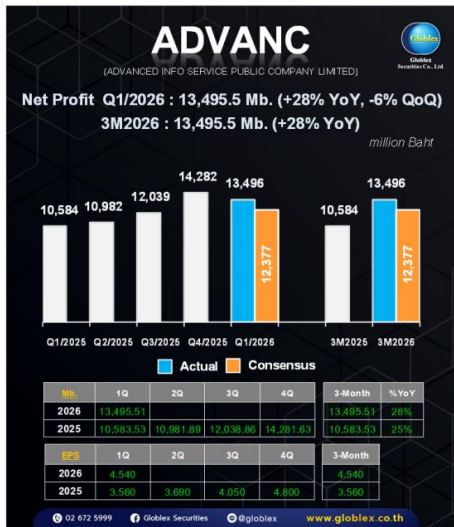 ADVANC
Globlex
Globlex
Securities Co., Ltd.
(ADVANCED INFO SERVICE PUBLIC COMPANY LIMITED)
Net Profit Q1/2026 : 13,495.5 Mb. (+28% YoY, -6% QoQ)
3M2026 : 13,495.5 Mb. (+28% YoY)
million Baht
10,584 10,982 12,039 14,282 13,496 12,377 10,584 13,496 12,377
Q1/2025 Q2/2025 Q3/2025 Q4/2025 Q1/2026 3M2025 3M2026
Actual Consensus
Mb. 1Q 2Q 3Q 4Q 3-Month %YoY
2026 13,495.51 13,495.51 28%
2025 10,583.53 10,981.89 12,038.86 14,281.63 10,583.53 25%
EPS 1Q 2Q 3Q 4Q 3-Month
2026 4.540 4.540
2025 3.560 3.690 4.050 4.800 3.560
02 672 5999 Globlex Securities @globlex www.globlex.co.th